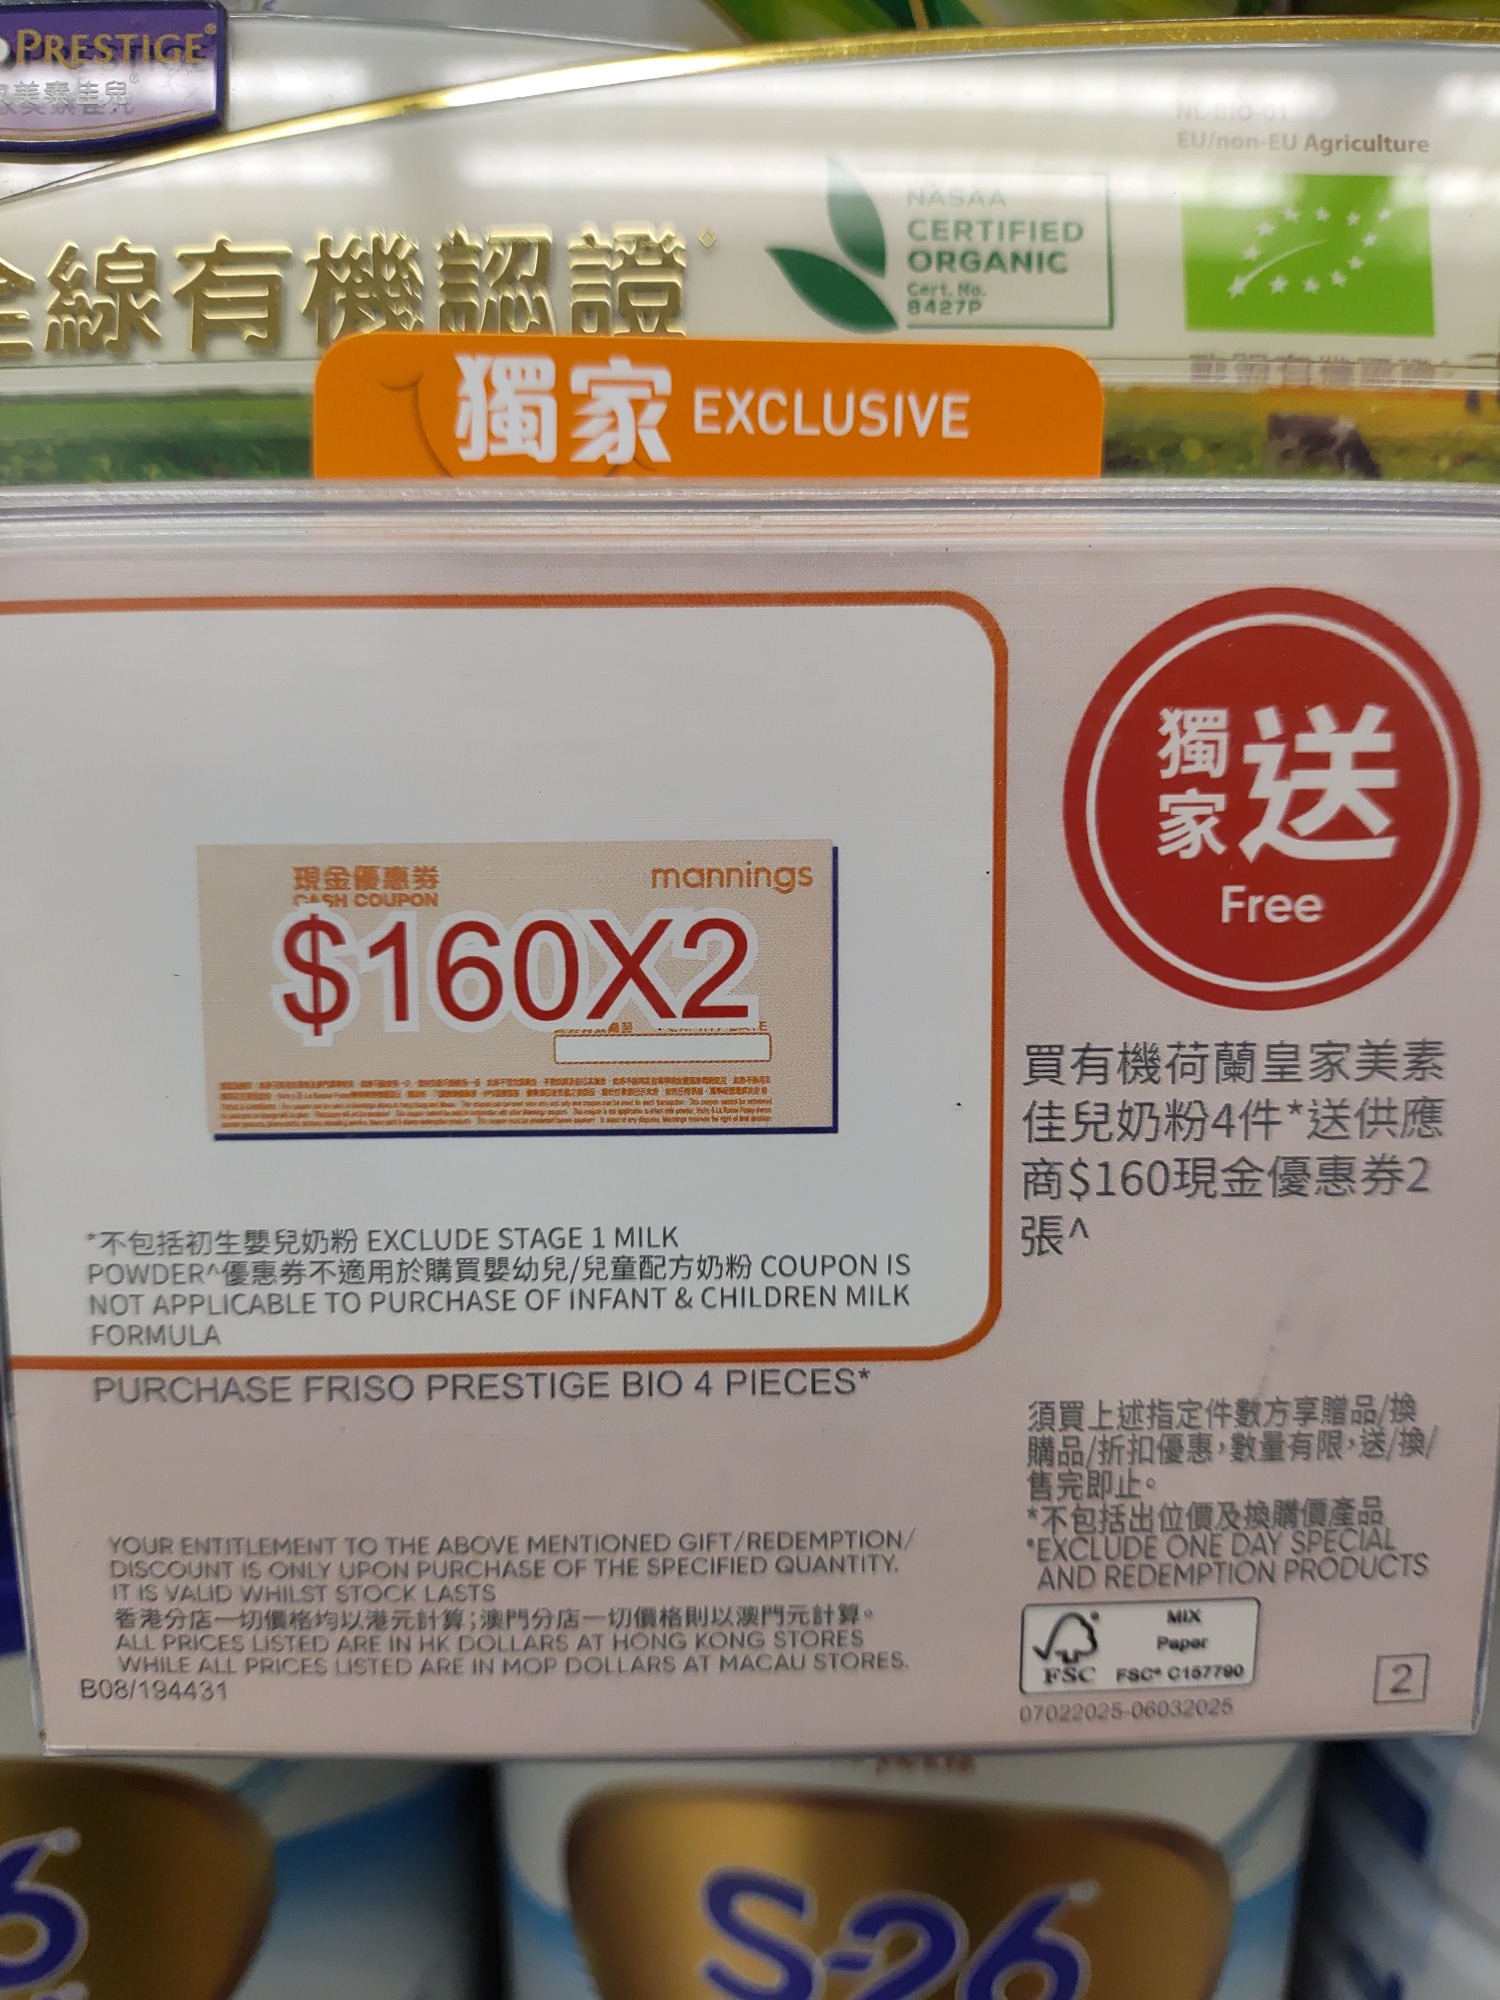 PRESTIGE®
美素佳兒®
NL-BIO-01
EU/non-EU Agriculture
NASAA
CERTIFIED
ORGANIC
Cert. No.
8427P
全線有機認證◇
獨家 EXCLUSIVE
獨家送
Free
現金優惠券
CASH COUPON
mannings
$160X2
*不包括初生嬰兒奶粉 EXCLUDE STAGE 1 MILK
POWDER^優惠券不適用於購買嬰幼兒/兒童配方奶粉 COUPON IS
NOT APPLICABLE TO PURCHASE OF INFANT & CHILDREN MILK
FORMULA
買有機荷蘭皇家美素
佳兒奶粉4件*送供應
商$160現金優惠券2
張^
PURCHASE FRISO PRESTIGE BIO 4 PIECES*
須買上述指定件數方享贈品/換
購品/折扣優惠，數量有限，送/換/
售完即止。
*不包括出位價及換購價產品
*EXCLUDE ONE DAY SPECIAL
AND REDEMPTION PRODUCTS
YOUR ENTITLEMENT TO THE ABOVE MENTIONED GIFT/REDEMPTION/
DISCOUNT IS ONLY UPON PURCHASE OF THE SPECIFIED QUANTITY.
IT IS VALID WHILST STOCK LASTS
香港分店一切價格均以港元計算；澳門分店一切價格則以澳門元計算。
ALL PRICES LISTED ARE IN HK DOLLARS AT HONG KONG STORES
WHILE ALL PRICES LISTED ARE IN MOP DOLLARS AT MACAU STORES.
B08/194431
MIX
Paper
FSC FSC® C157790
07022025-06032025
2
6
S-26